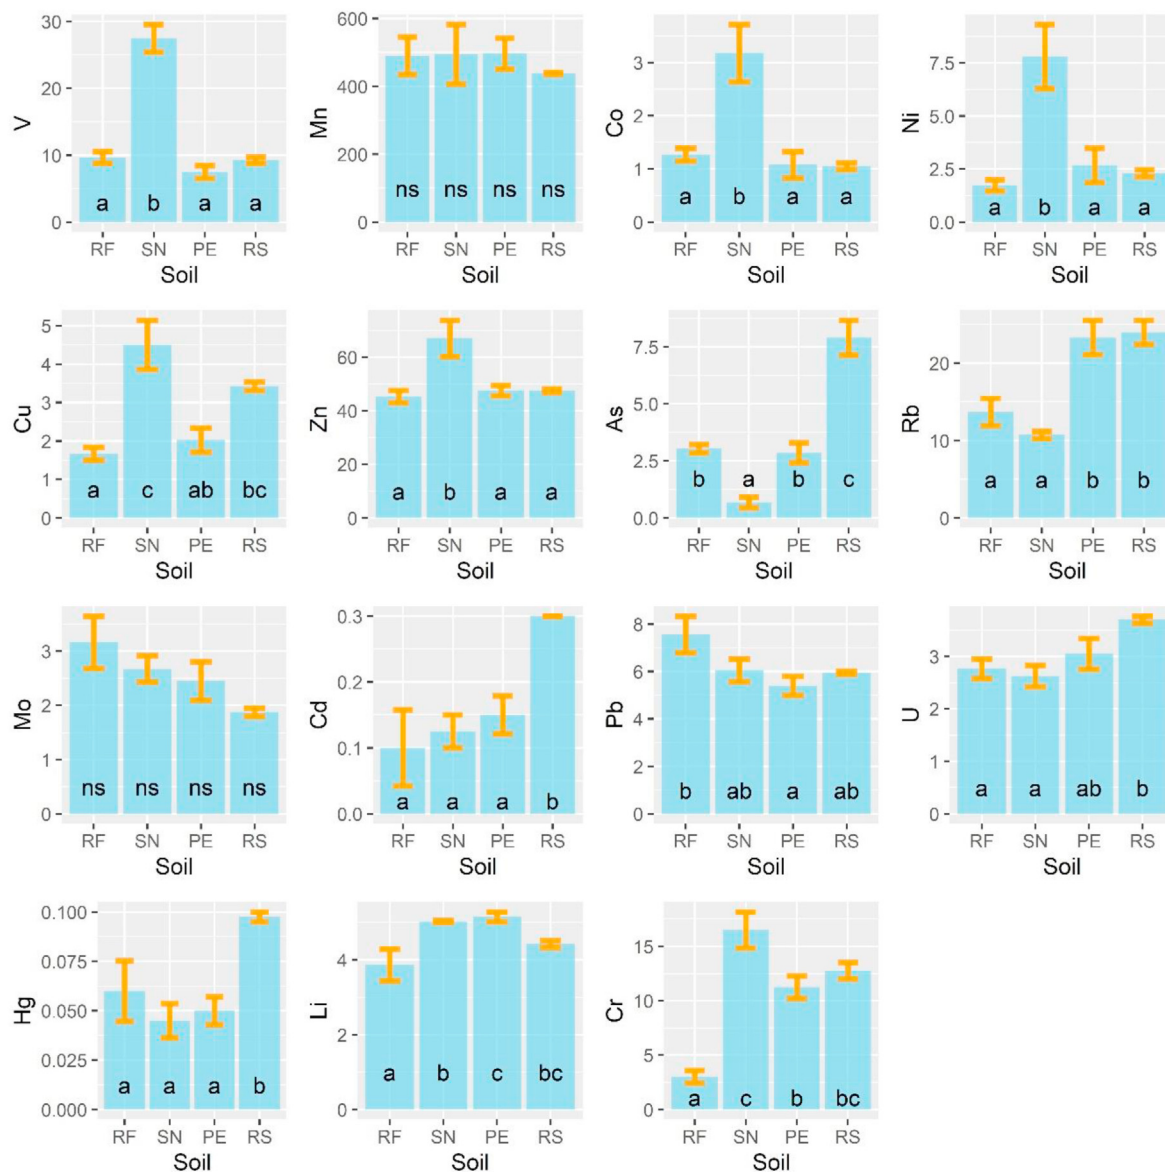 V
30
20
10
0
a b a a
RF SN PE RS
Soil
Mn
600
400
200
0
ns ns ns ns
RF SN PE RS
Soil
Co
3
2
1
0
a b a a
RF SN PE RS
Soil
Ni
7.5
5.0
2.5
0.0
a b a a
RF SN PE RS
Soil
Cu
5
4
3
2
1
0
a c ab bc
RF SN PE RS
Soil
Zn
60
40
20
0
a b a a
RF SN PE RS
Soil
As
7.5
5.0
2.5
0.0
b a b c
RF SN PE RS
Soil
Rb
20
10
0
a a b b
RF SN PE RS
Soil
Mo
3
2
1
0
ns ns ns ns
RF SN PE RS
Soil
Cd
0.3
0.2
0.1
0.0
a a a b
RF SN PE RS
Soil
Pb
8
6
4
2
0
b ab a ab
RF SN PE RS
Soil
U
3
2
1
0
a a ab b
RF SN PE RS
Soil
Hg
0.100
0.075
0.050
0.025
0.000
a a a b
RF SN PE RS
Soil
Li
4
2
0
a b c bc
RF SN PE RS
Soil
Cr
15
10
5
0
a c b bc
RF SN PE RS
Soil